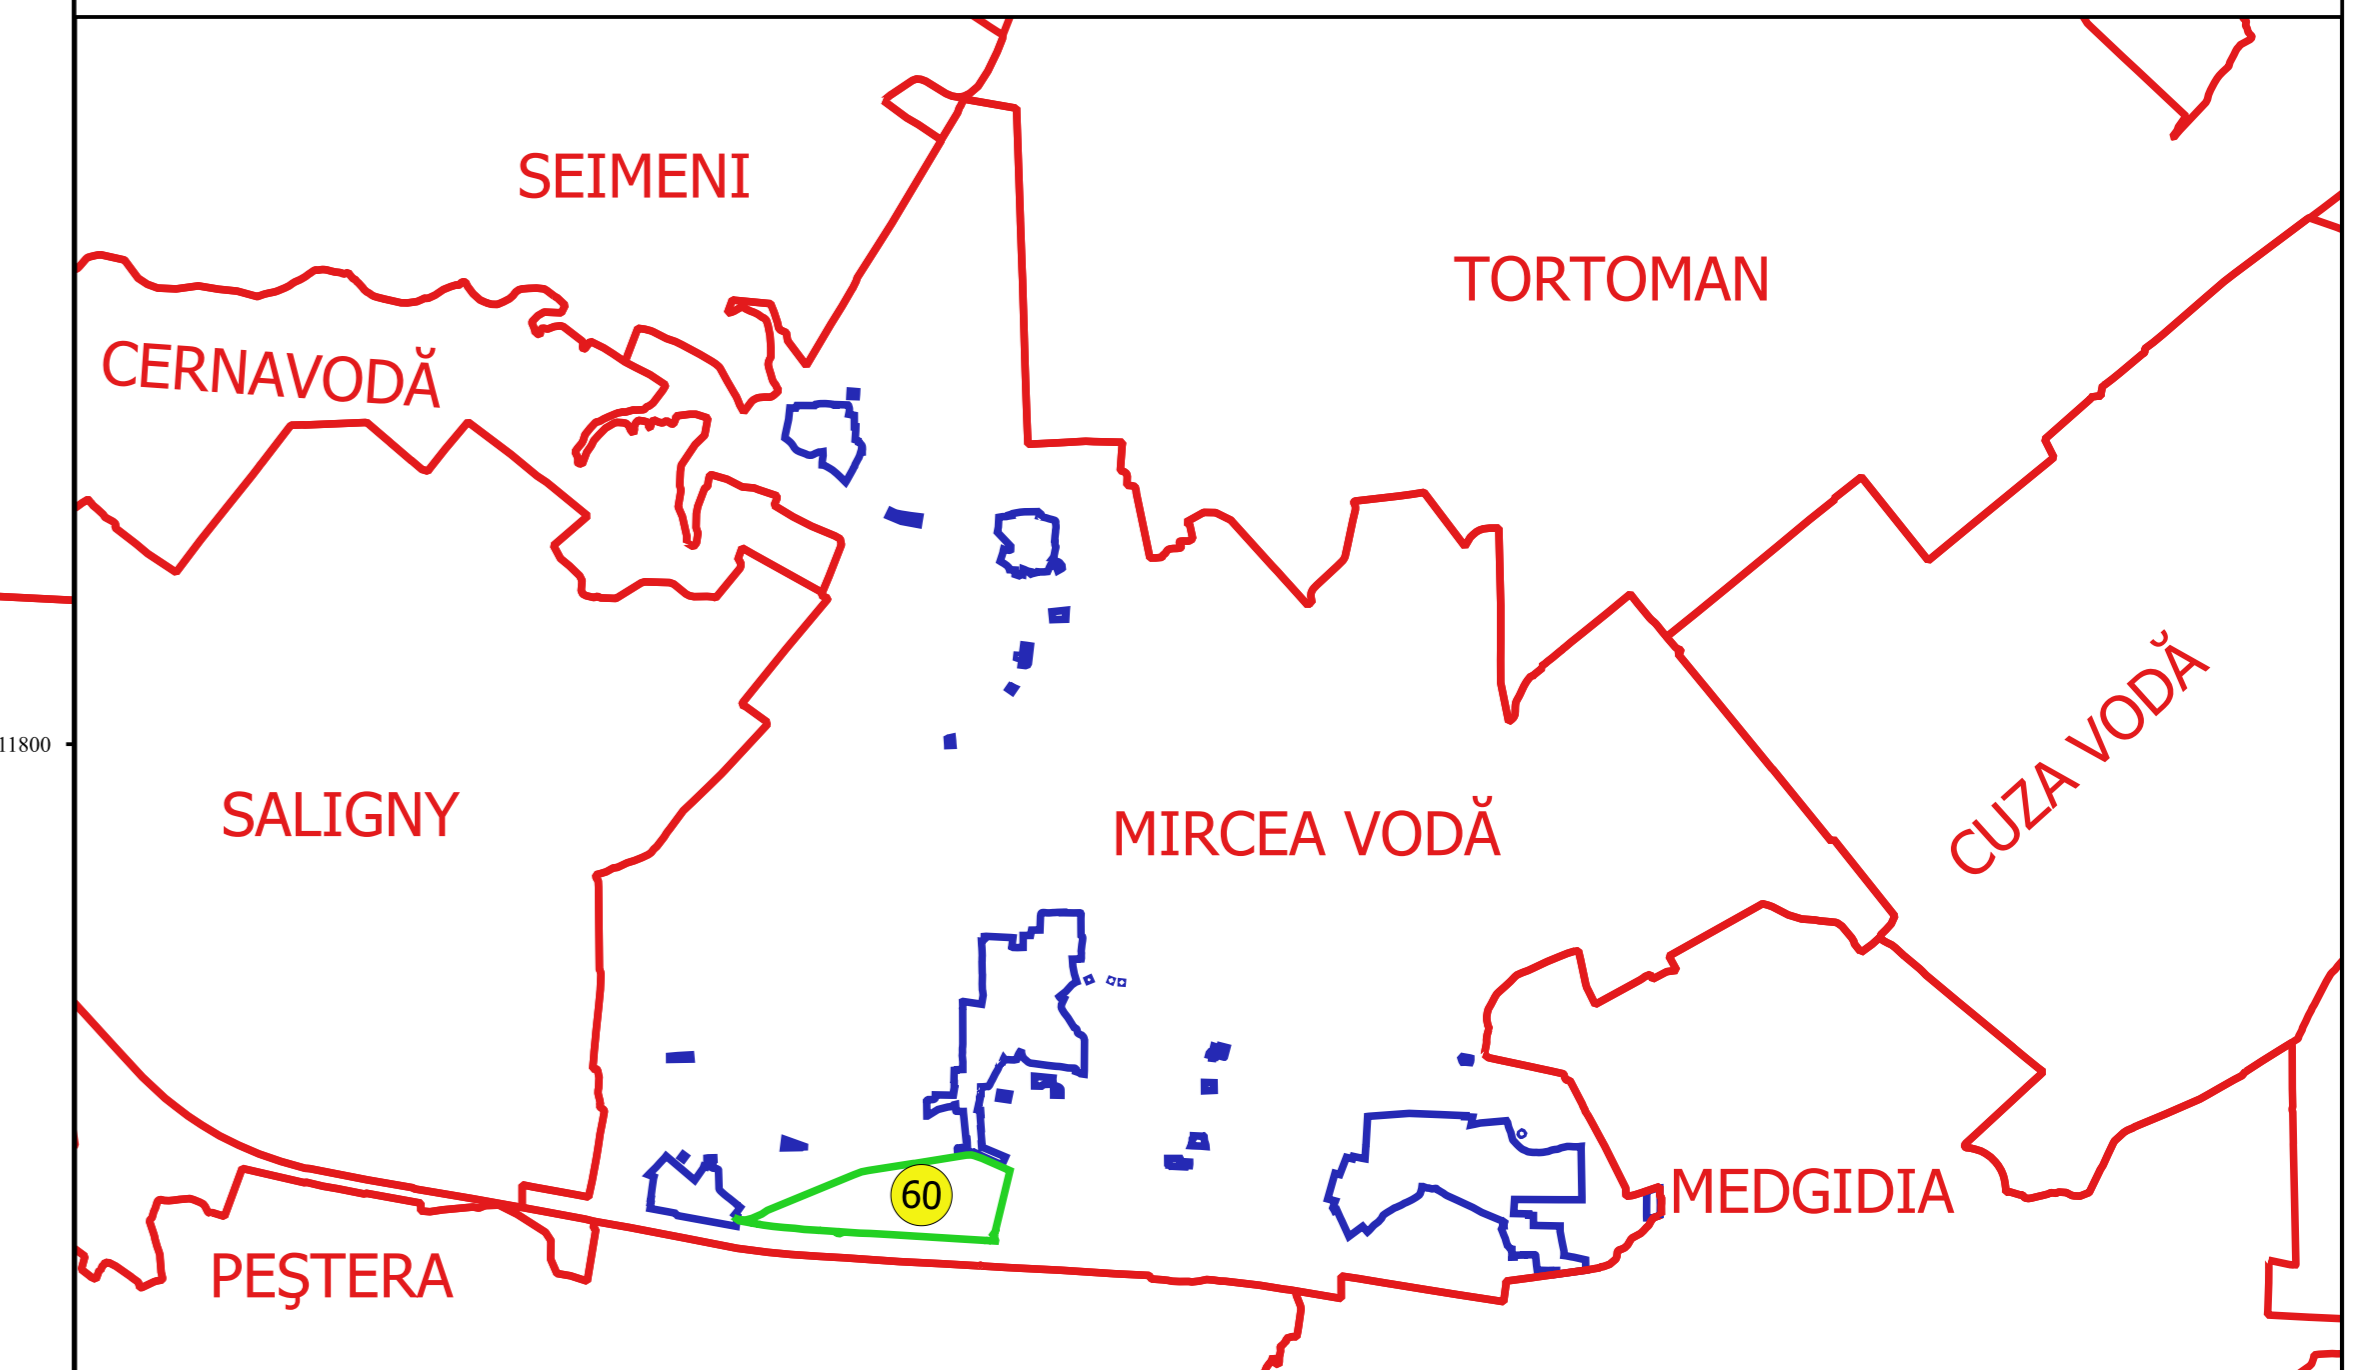 SEIMENI
TORTOMAN
CERNAVODĂ
CUZA VODĂ
11800
SALIGNY
MIRCEA VODĂ
60
MEDGIDIA
PEŞTERA